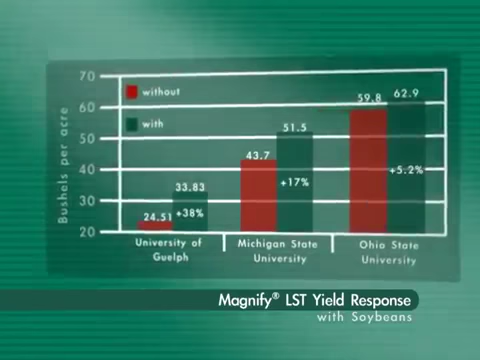 70
60
50
40
30
20
Bushels per acre
without
with
24.51
33.83
+38%
43.7
51.5
+17%
59.8
62.9
+5.2%
University of
Guelph
Michigan State
University
Ohia State
University
Magnify® LST Yield Response
with Soybeans